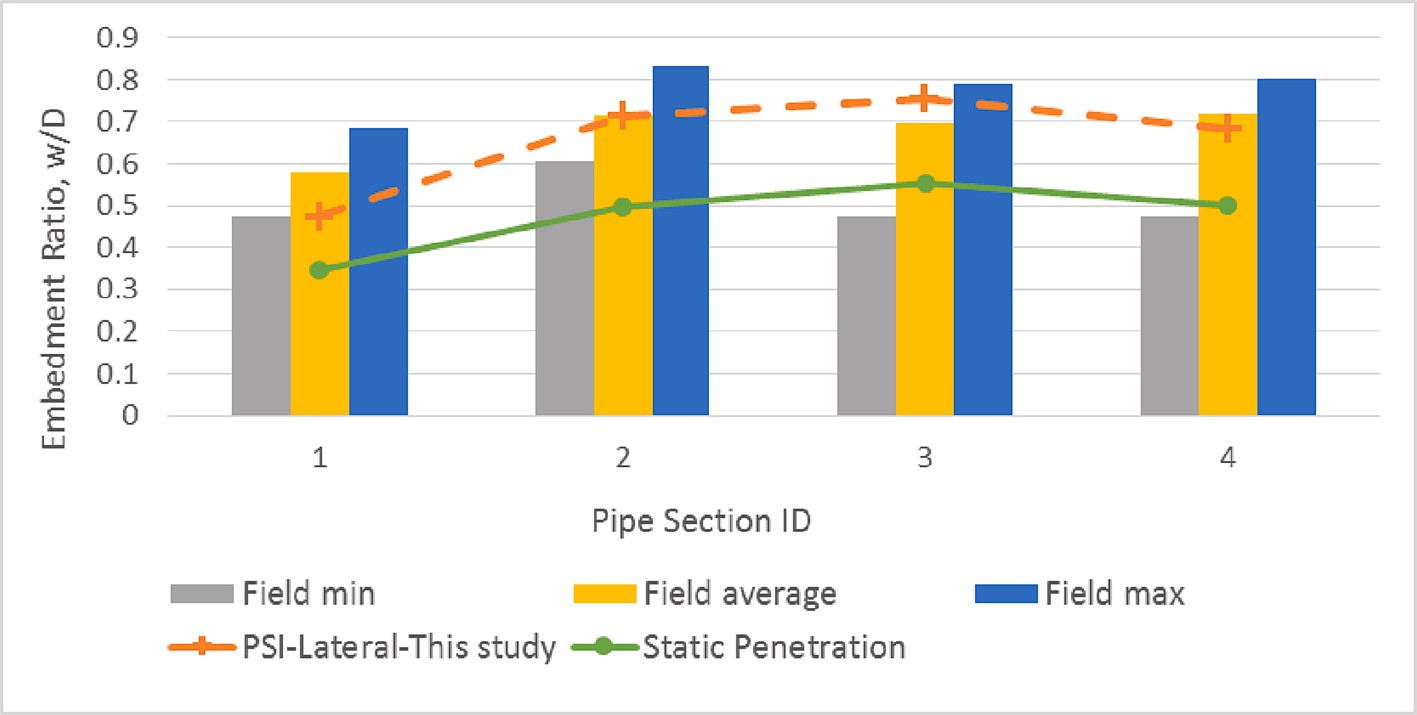 0.9
0.8
0.7
0.6
0.5
0.4
0.3
0.2
0.1
0
Embedment Ratio, w/D
1 2 3 4
Pipe Section ID
Field min Field average Field max
PSI-Lateral-This study Static Penetration